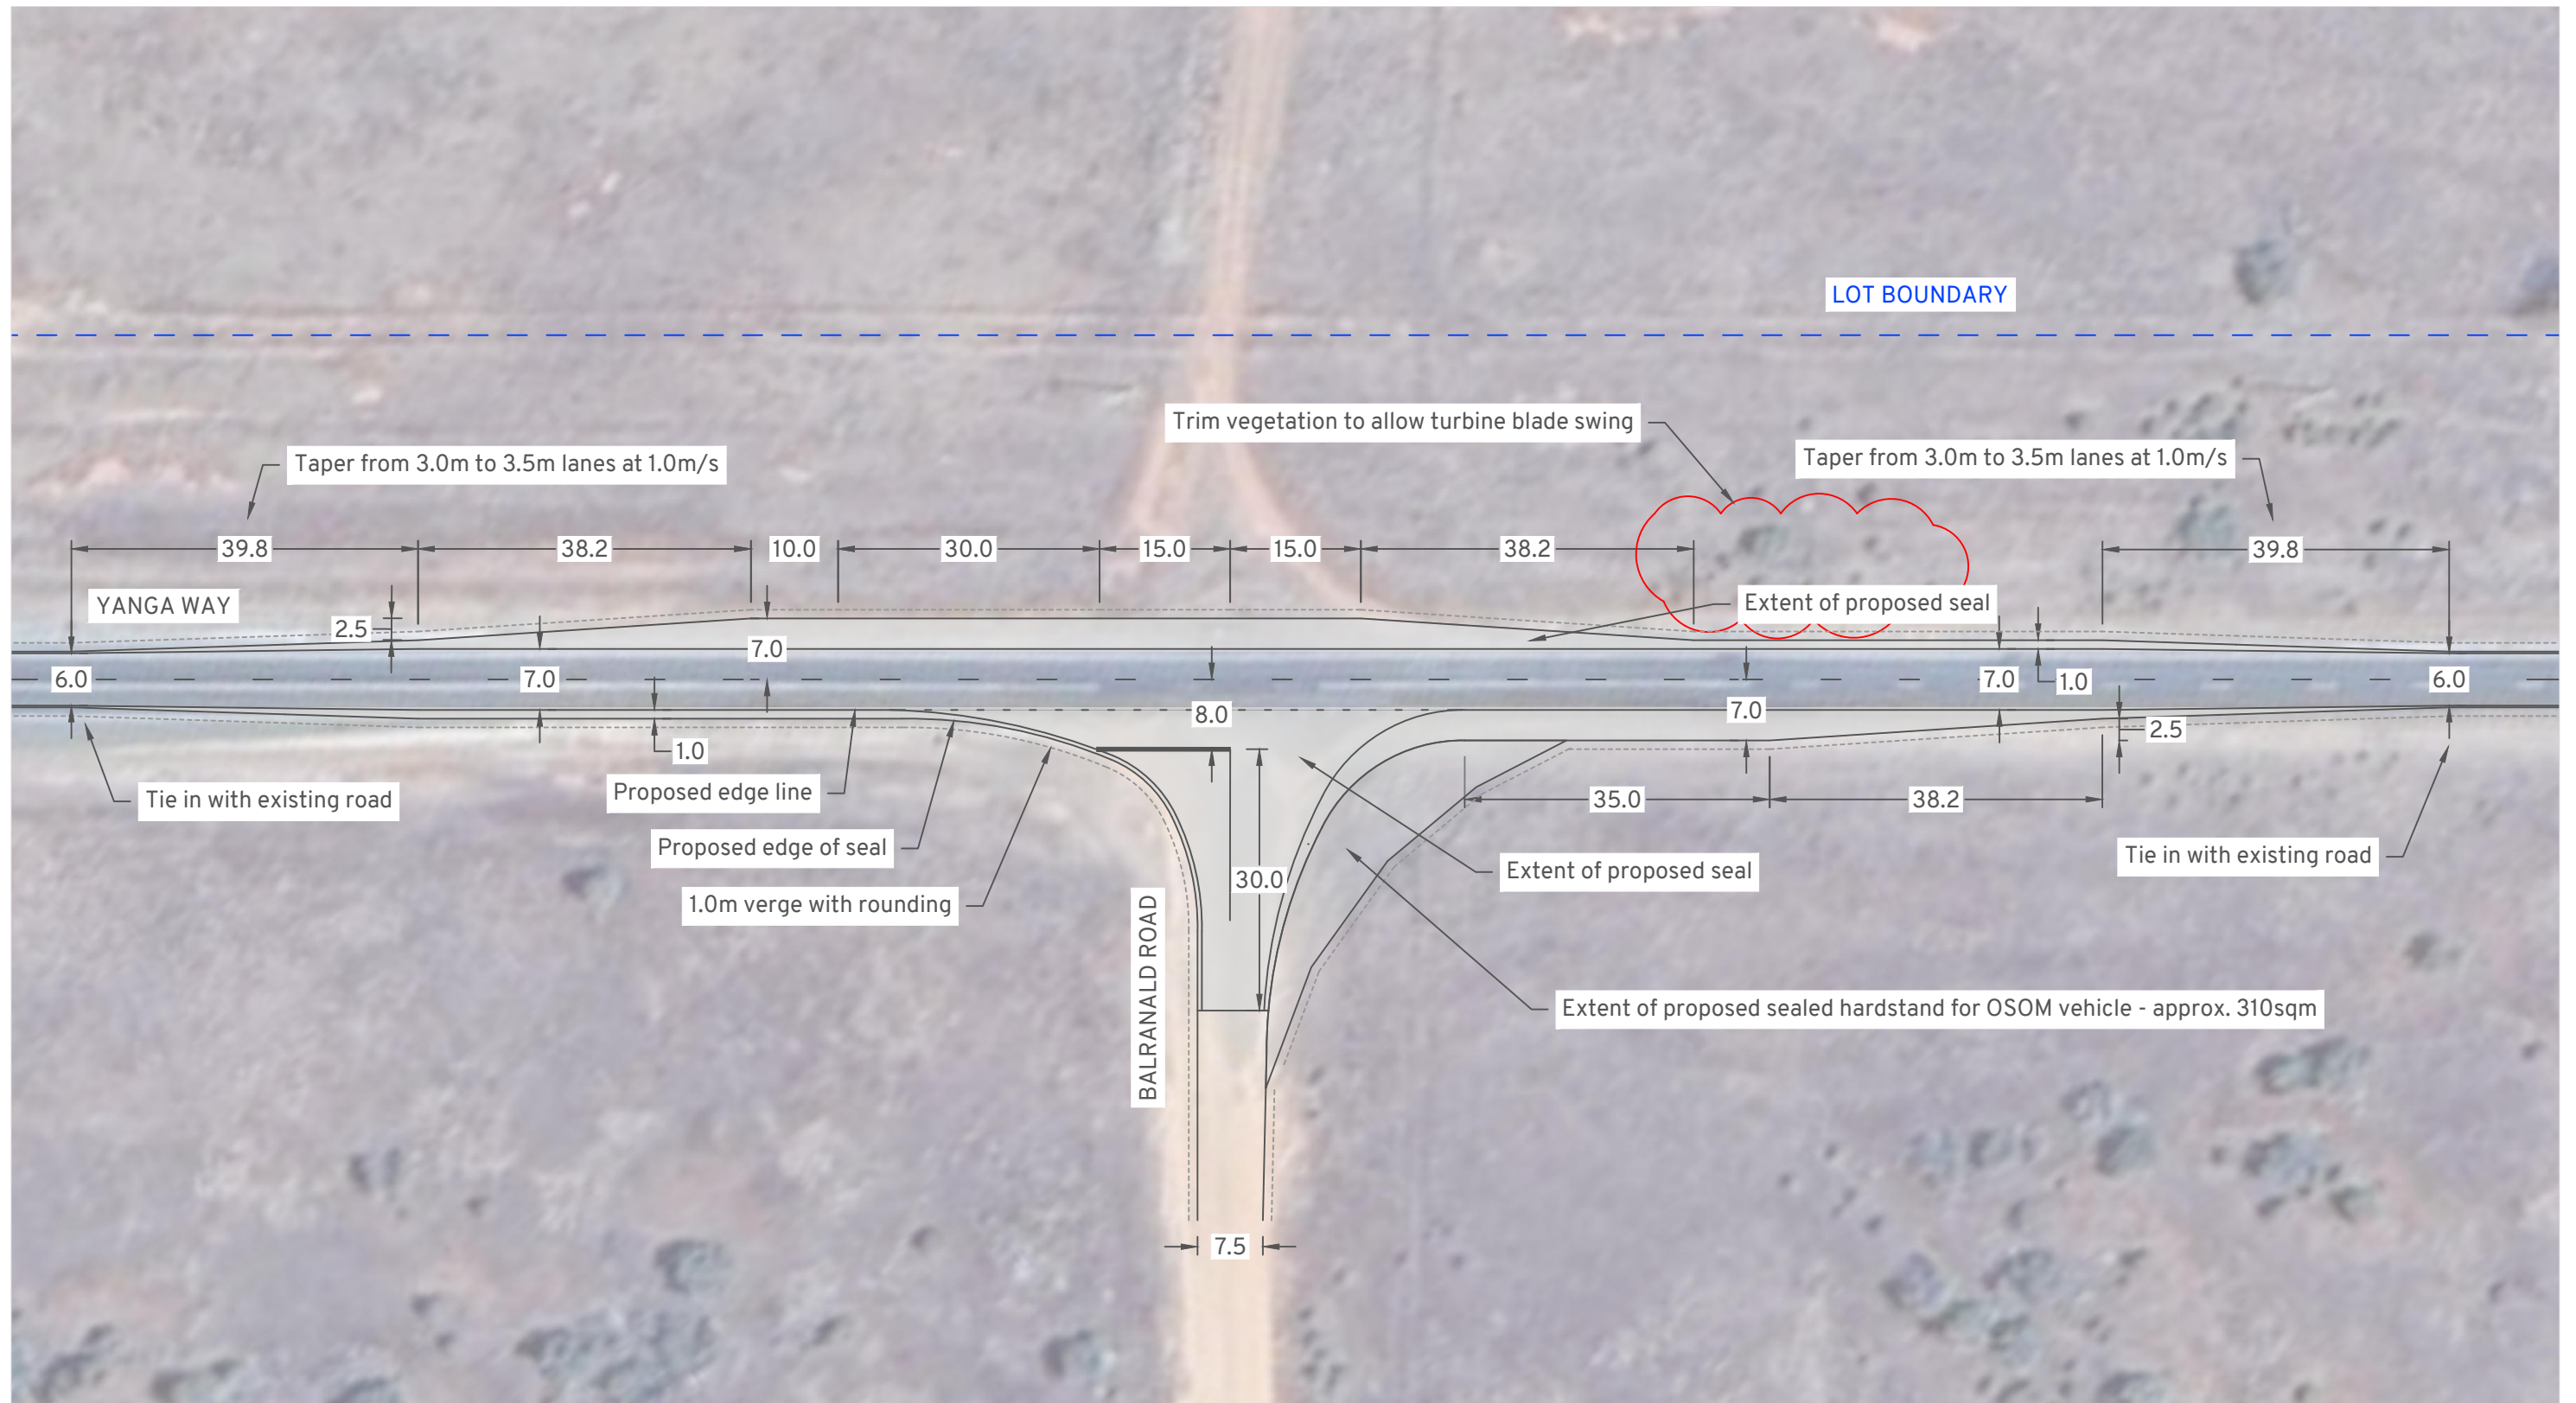 LOT BOUNDARY
Trim vegetation to allow turbine blade swing
Taper from 3.0m to 3.5m lanes at 1.0m/s
Taper from 3.0m to 3.5m lanes at 1.0m/s
39.8
38.2
10.0
30.0
15.0
15.0
38.2
39.8
YANGA WAY
Extent of proposed seal
2.5
7.0
6.0
7.0
7.0
1.0
6.0
8.0
7.0
2.5
1.0
Tie in with existing road
Proposed edge line
35.0
38.2
Proposed edge of seal
Tie in with existing road
Extent of proposed seal
30.0
1.0m verge with rounding
BALRANALD ROAD
Extent of proposed sealed hardstand for OSOM vehicle - approx. 310sqm
7.5